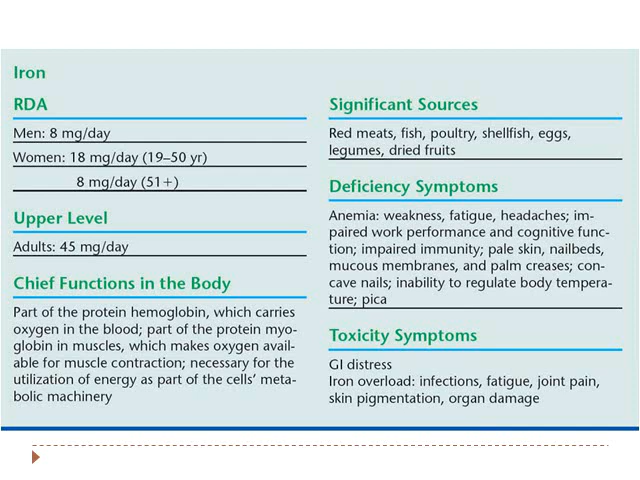 Iron
RDA
Men: 8 mg/day
Women: 18 mg/day (19–50 yr)
8 mg/day (51+)
Upper Level
Adults: 45 mg/day
Chief Functions in the Body
Part of the protein hemoglobin, which carries
oxygen in the blood; part of the protein myo-
globin in muscles, which makes oxygen avail-
able for muscle contraction; necessary for the
utilization of energy as part of the cells’ meta-
bolic machinery
Significant Sources
Red meats, fish, poultry, shellfish, eggs,
legumes, dried fruits
Deficiency Symptoms
Anemia: weakness, fatigue, headaches; im-
paired work performance and cognitive func-
tion; impaired immunity; pale skin, nailbeds,
mucous membranes, and palm creases; con-
cave nails; inability to regulate body tempera-
ture; pica
Toxicity Symptoms
GI distress
Iron overload: infections, fatigue, joint pain,
skin pigmentation, organ damage